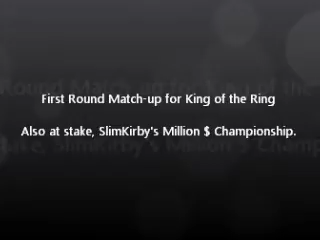 First Round Match-up for King of the Ring
Also at stake, SlimKirby's Million $ Championship.